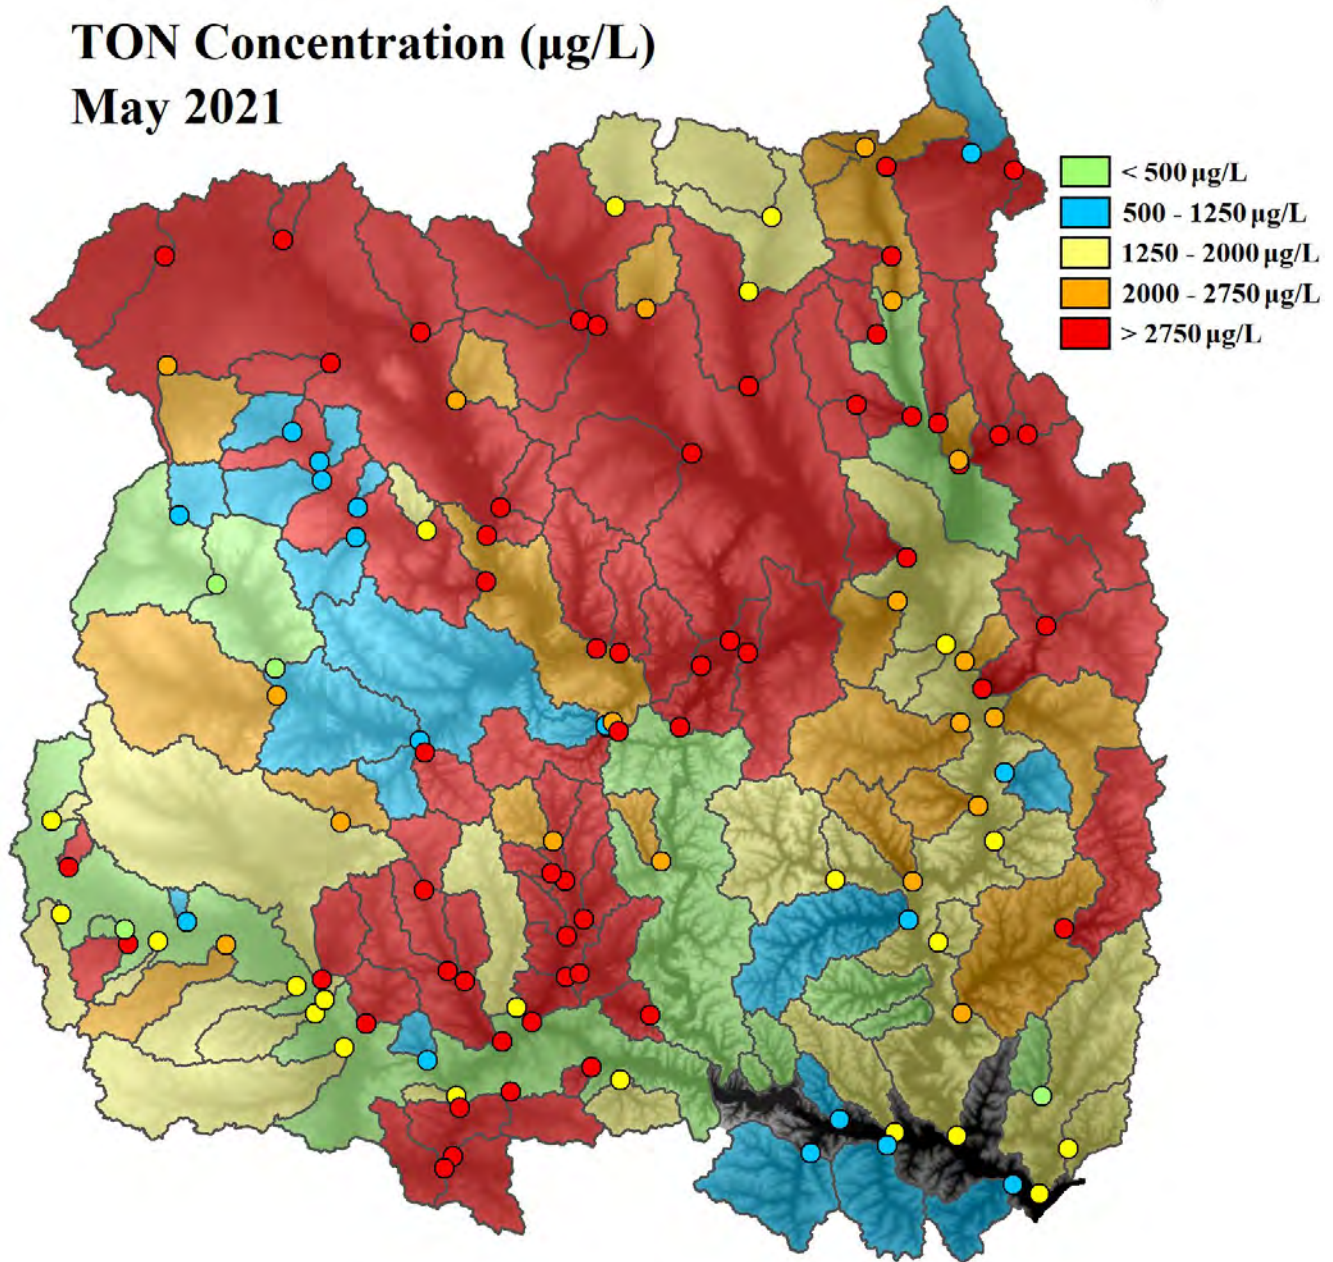 TON Concentration (µg/L)
May 2021
< 500 µg/L
500 - 1250 µg/L
1250 - 2000 µg/L
2000 - 2750 µg/L
> 2750 µg/L